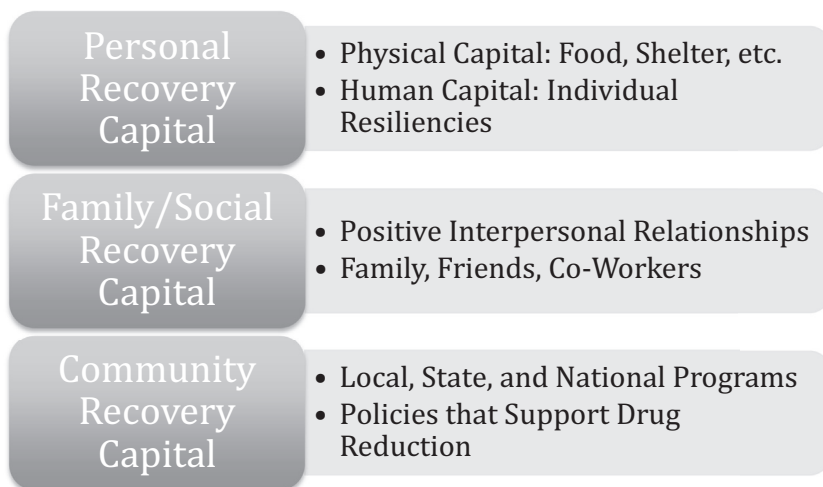 Personal
Recovery
Capital
• Physical Capital: Food, Shelter, etc.
• Human Capital: Individual
Resiliencies
Family/Social
Recovery
Capital
• Positive Interpersonal Relationships
• Family, Friends, Co-Workers
Community
Recovery
Capital
• Local, State, and National Programs
• Policies that Support Drug
Reduction